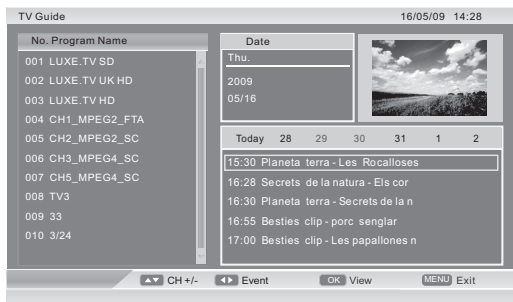 TV Guide 16/05/09 14:28
No. Program Name
001 LUXE.TV SD
002 LUXE.TV UK HD
003 LUXE.TV HD
004 CH1_MPEG2_FTA
005 CH2_MPEG2_SC
006 CH3_MPEG4_SC
007 CH5_MPEG4_SC
008 TV3
009 33
010 3/24
Date
Thu.
2009
05/16
Today 28 29 30 31 1 2
15:30 Planeta terra - Les Rocalloses
16:28 Secrets de la natura - Els cor
16:30 Planeta terra - Secrets de la n
16:55 Besties clip - porc senglar
17:00 Besties clip - Les papallones n
CH +/- Event OK View MENU Exit